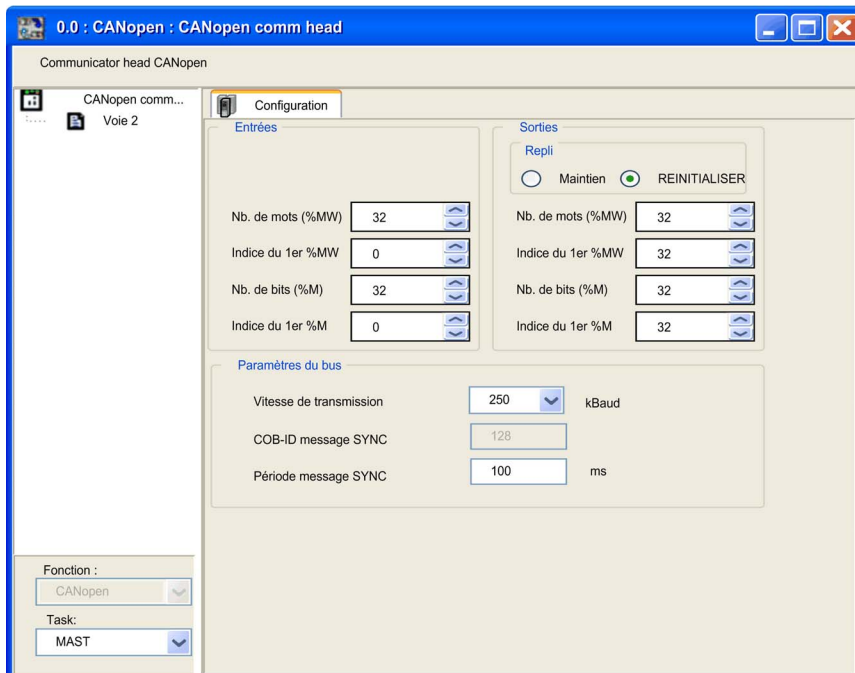 0.0 : CANopen : CANopen comm head
Communicator head CANopen
CANopen comm...
Voie 2
Configuration
Entrées
Nb. de mots (%MW) 32
Indice du 1er %MW 0
Nb. de bits (%M) 32
Indice du 1er %M 0
Sorties
Repli
Maintien REINITIALISER
Nb. de mots (%MW) 32
Indice du 1er %MW 32
Nb. de bits (%M) 32
Indice du 1er %M 32
Paramètres du bus
Vitesse de transmission 250 kBaud
COB-ID message SYNC 128
Période message SYNC 100 ms
Fonction :
CANopen
Task:
MAST